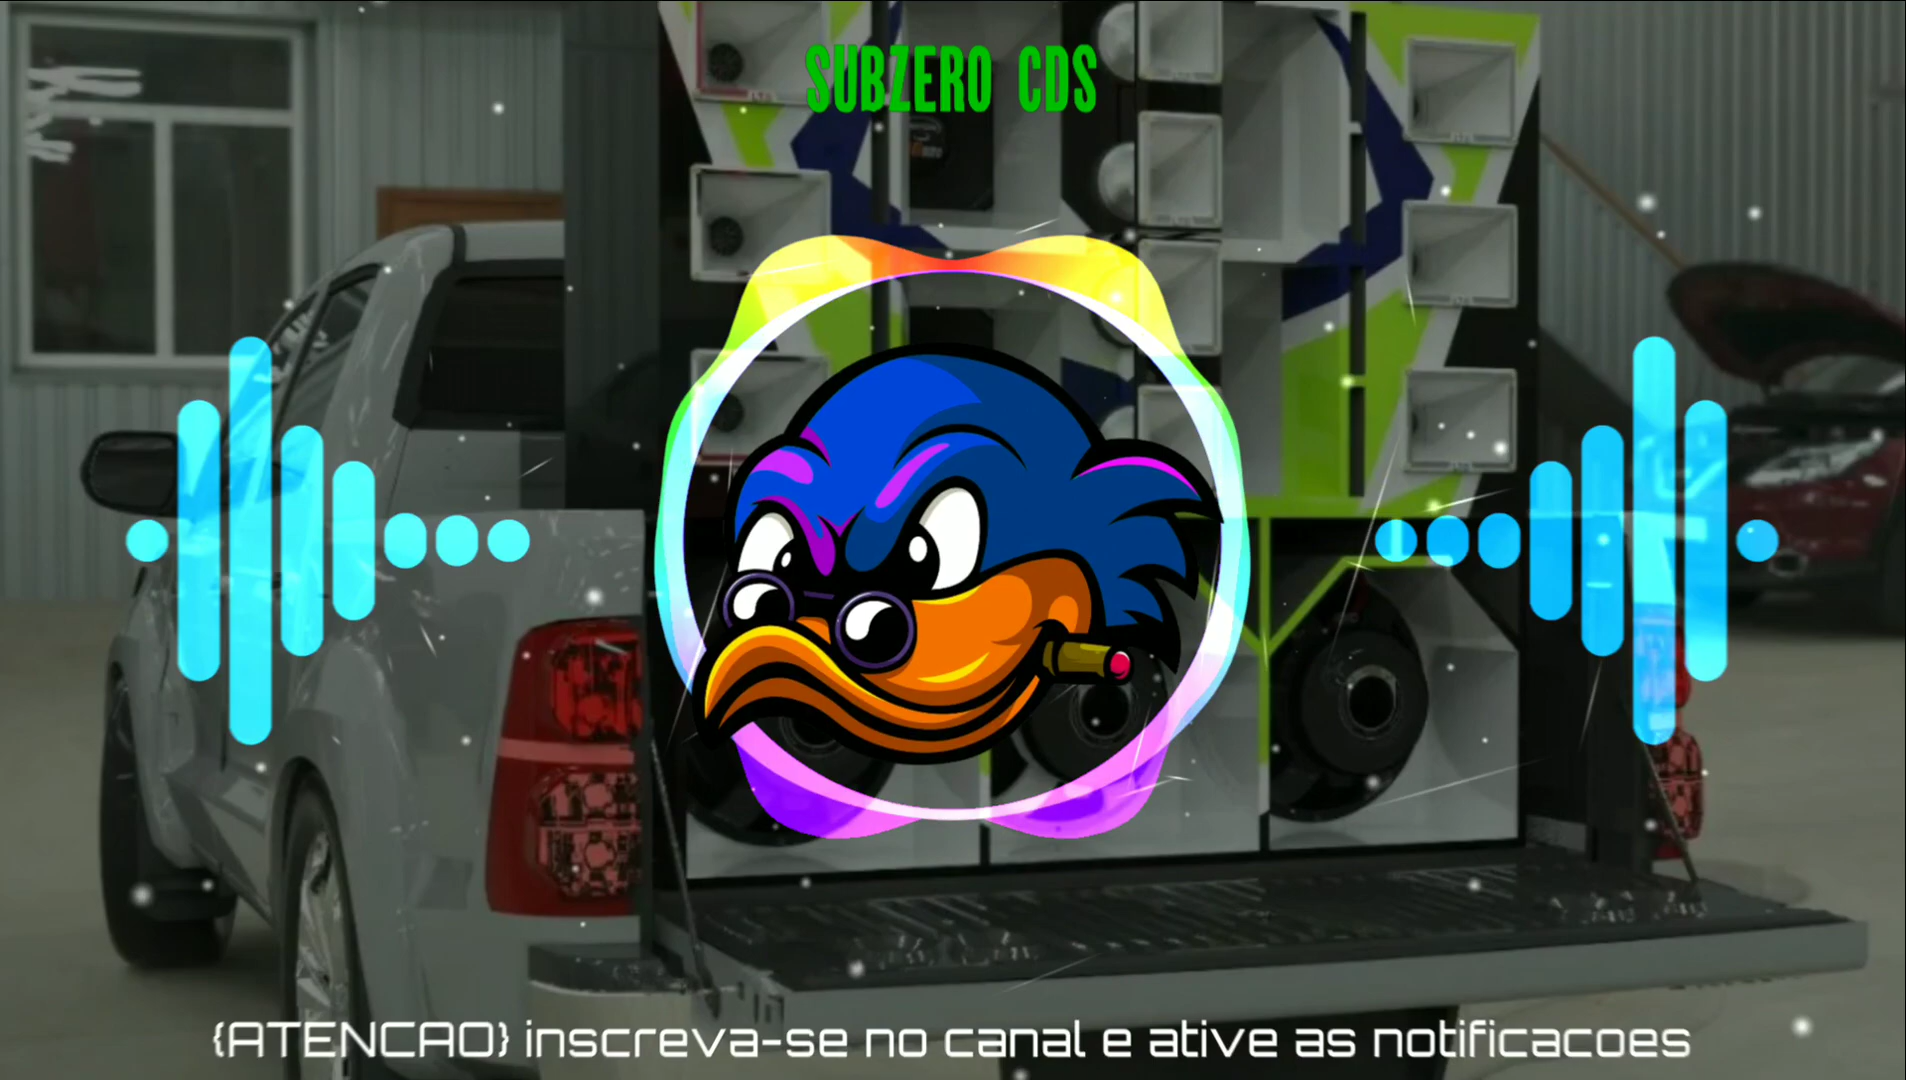 SUBZERO CDS
{ATENCAO} inscreva-se no canal e ative as notificacoes